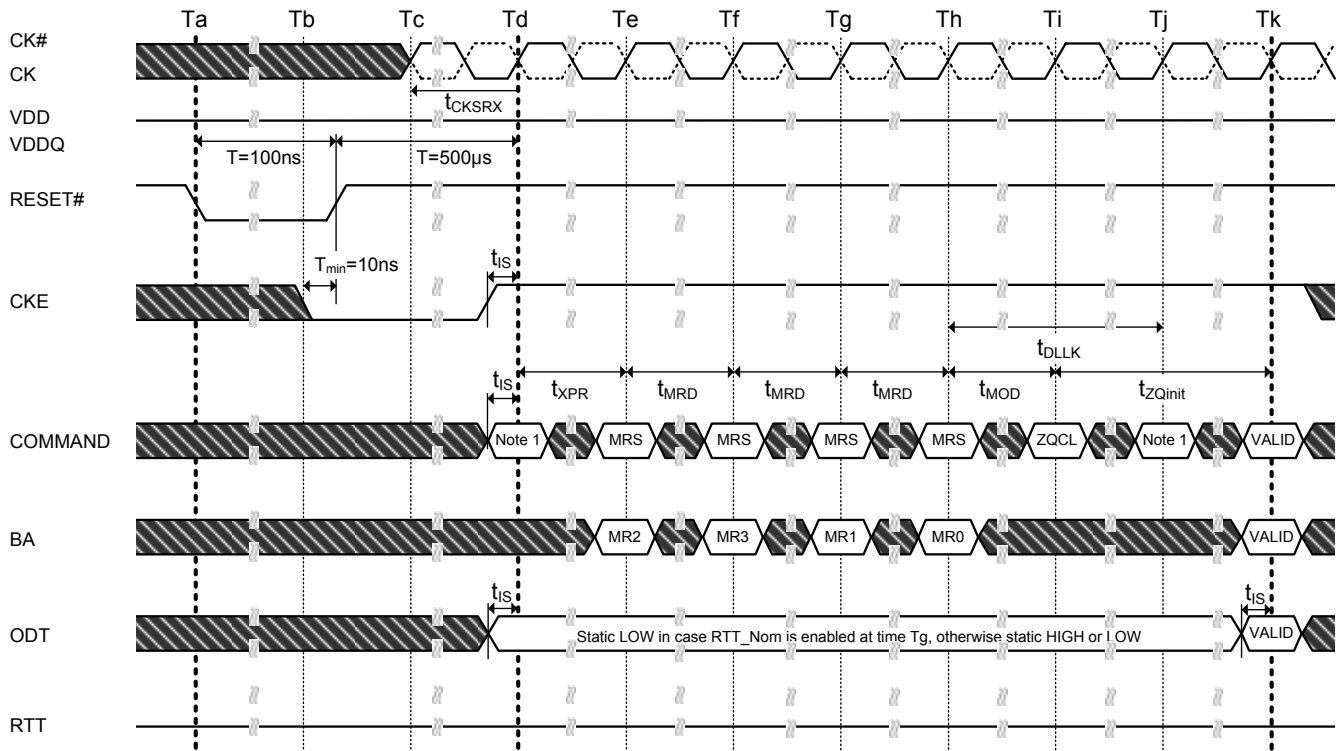 Ta Tb Tc Td Te Tf Tg Th Ti Tj Tk
CK#
CK
tCKSRX
VDD
VDDQ
T=100ns T=500µs
RESET#
Tmin=10ns tIS
CKE
tDLLK
tIS tXPR tMRD tMRD tMRD tMOD tZQinit
COMMAND Note 1 MRS MRS MRS MRS ZQCL Note 1 VALID
BA MR2 MR3 MR1 MR0 VALID
tIS tIS
ODT Static LOW in case RTT_Nom is enabled at time Tg, otherwise static HIGH or LOW VALID
RTT